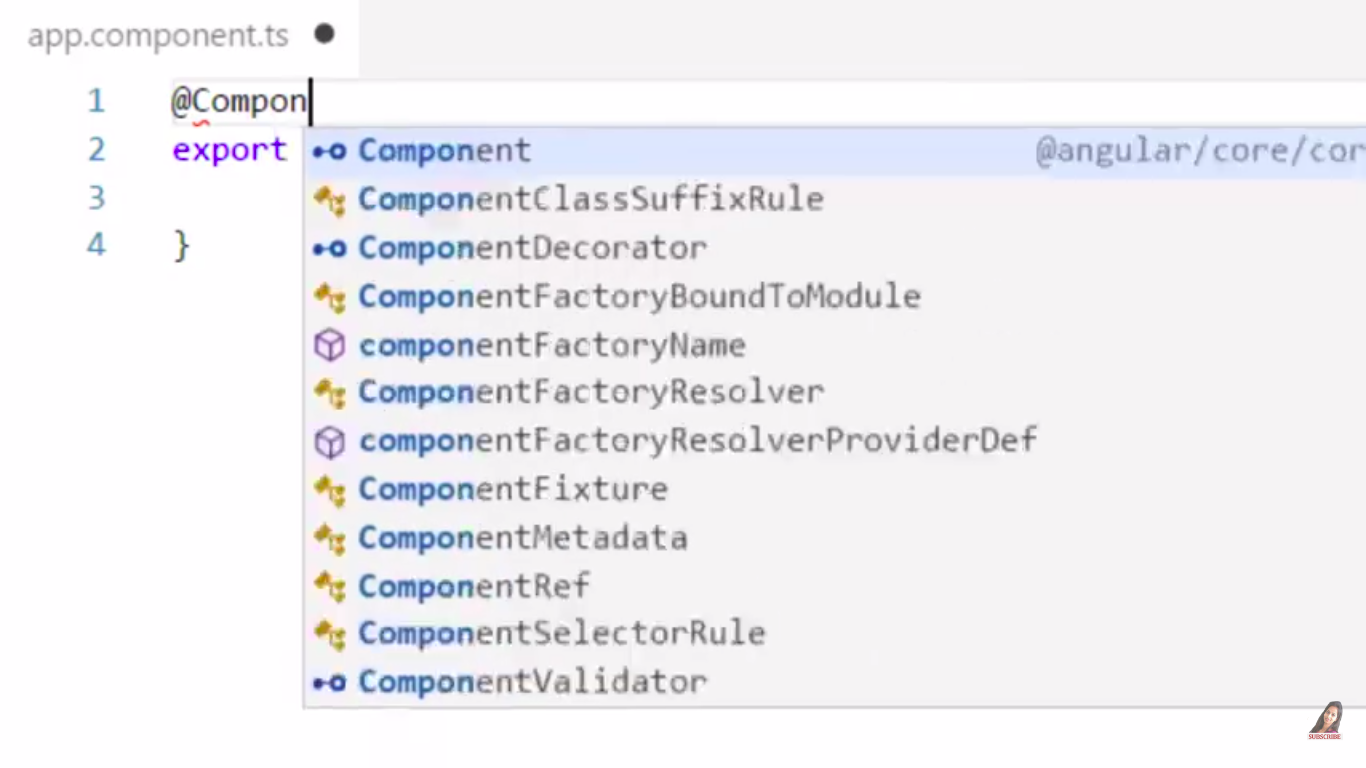 app.component.ts
1 @Compon
2 export
3
4 }
Component @angular/core/cor
ComponentClassSuffixRule
ComponentDecorator
ComponentFactoryBoundToModule
componentFactoryName
ComponentFactoryResolver
componentFactoryResolverProviderDef
ComponentFixture
ComponentMetadata
ComponentRef
ComponentSelectorRule
ComponentValidator
SUBSCRIBE